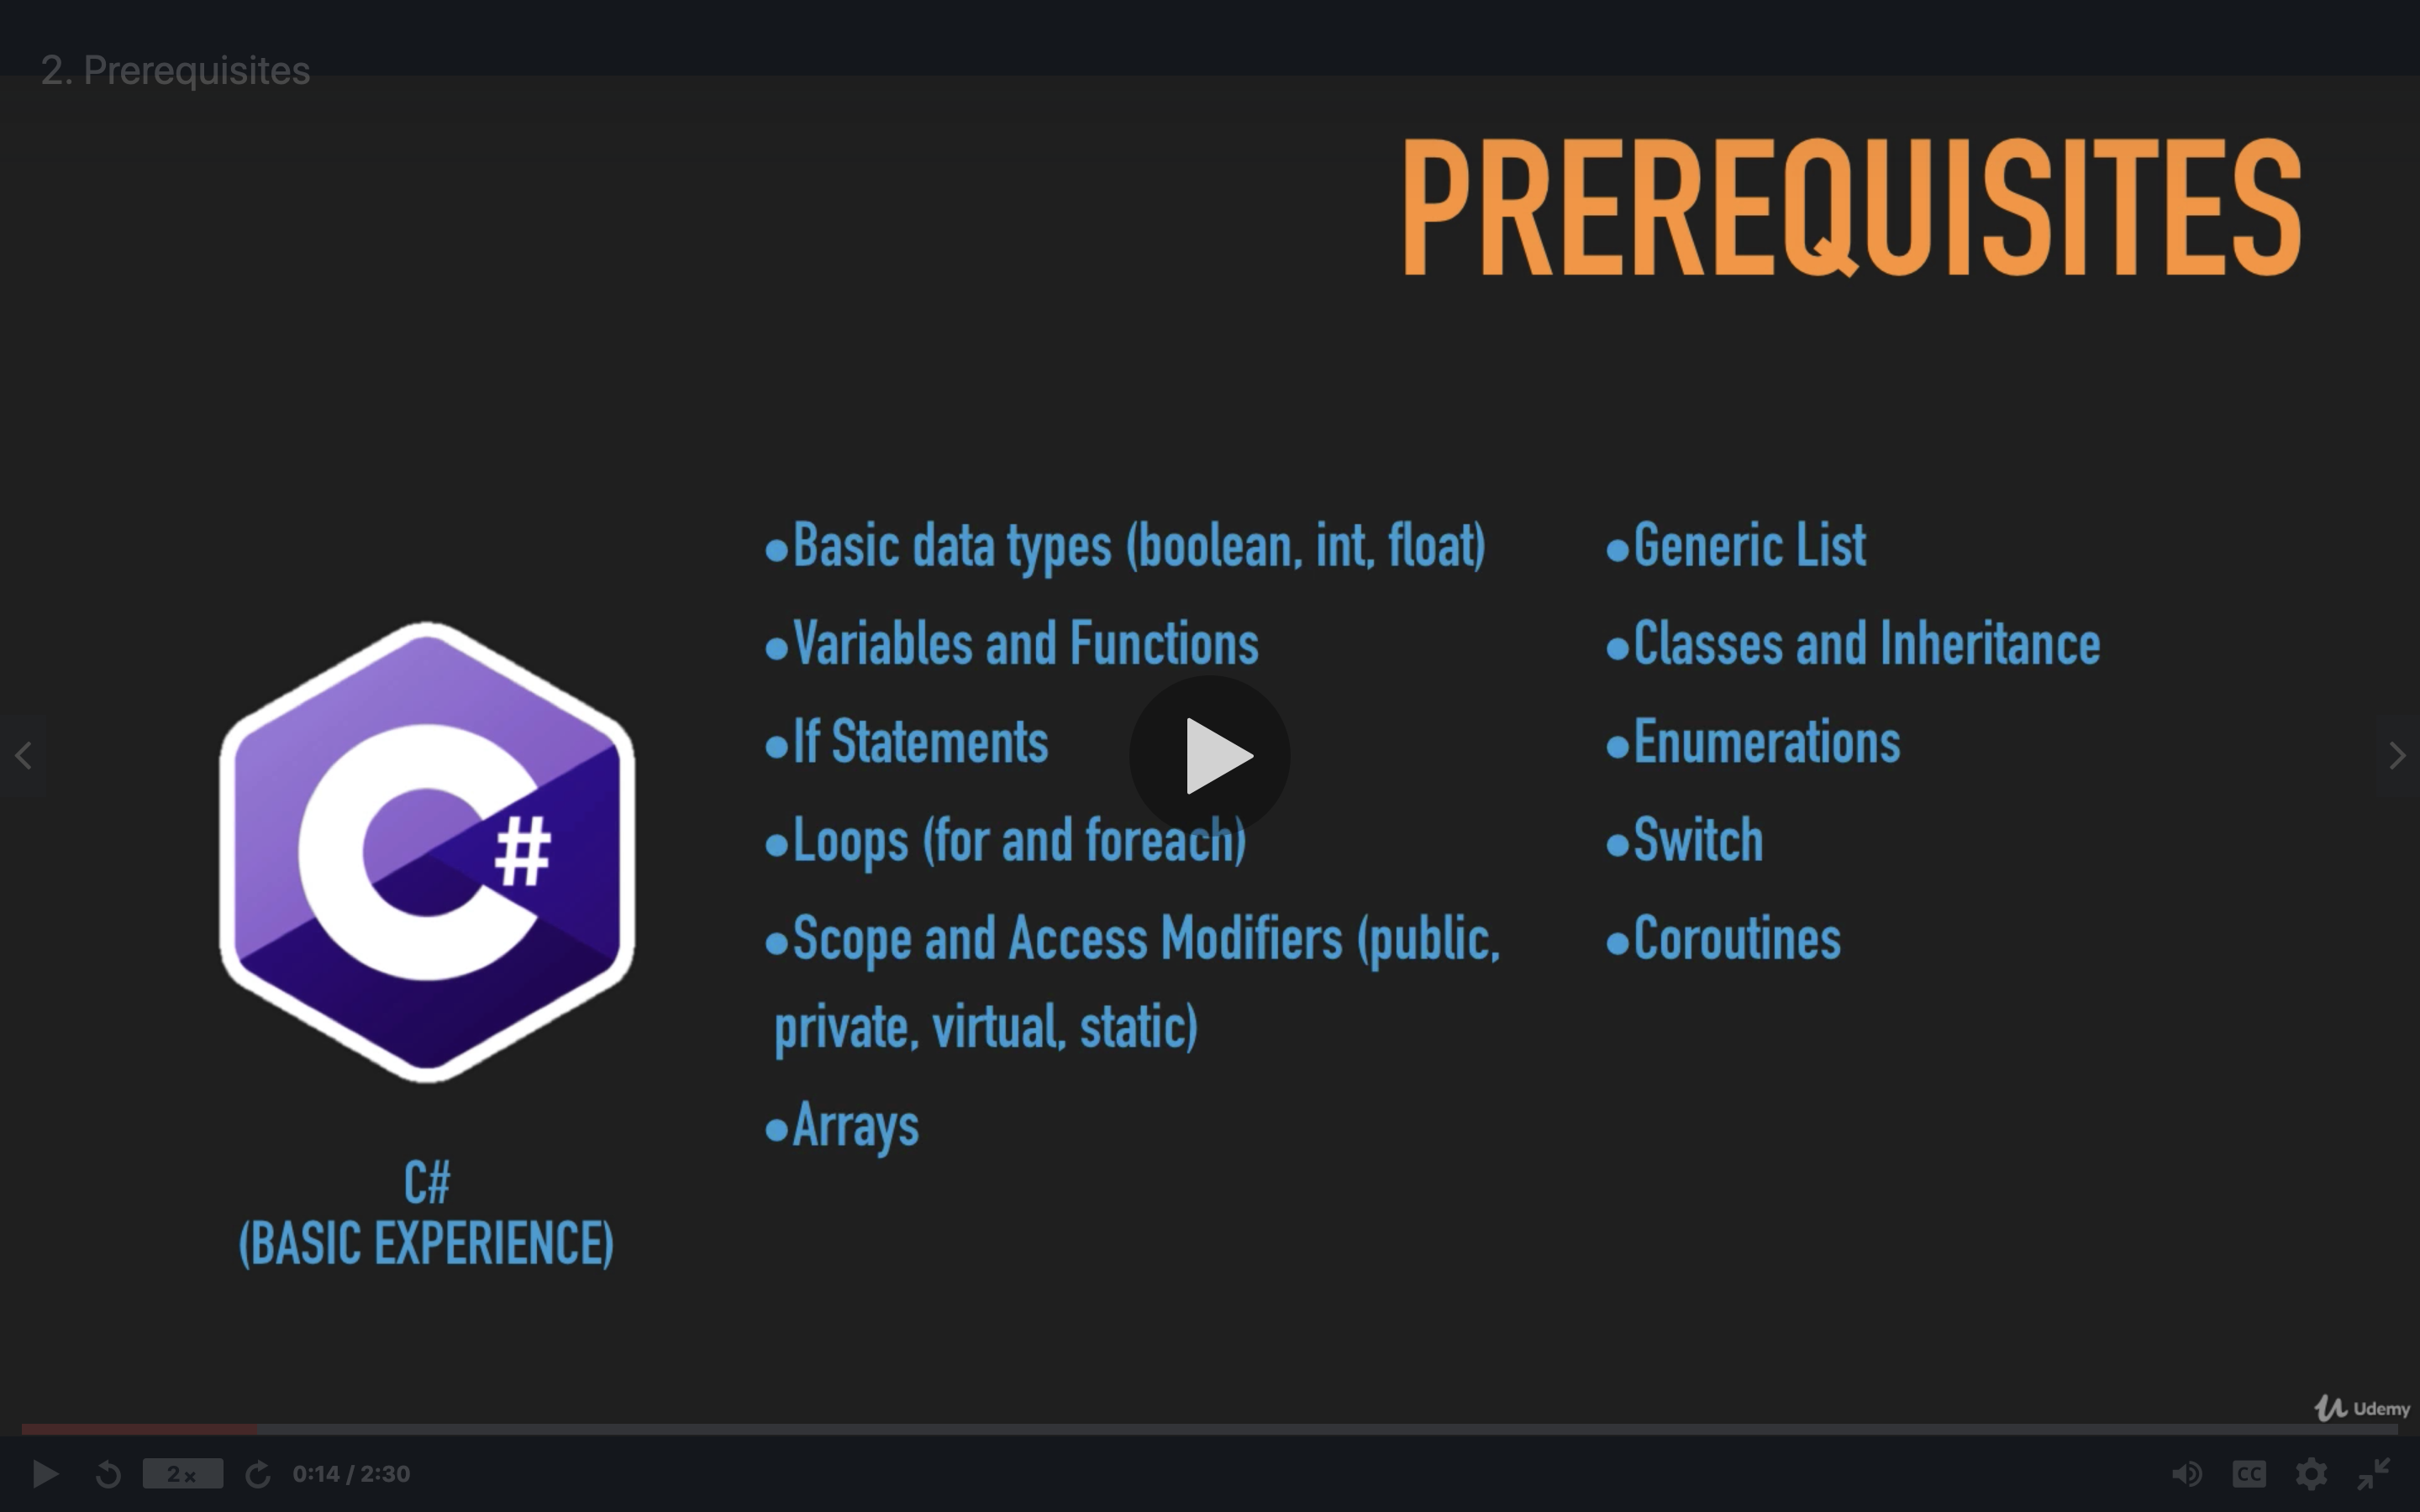 2. Prerequisites
PREREQUISITES
•Basic data types (boolean, int, float)
•Variables and Functions
•If Statements
•Loops (for and foreach)
•Scope and Access Modifiers (public,
private, virtual, static)
•Arrays
•Generic List
•Classes and Inheritance
•Enumerations
•Switch
•Coroutines
C#
C#
(BASIC EXPERIENCE)
Udemy
2x
0:14 / 2:30
CC